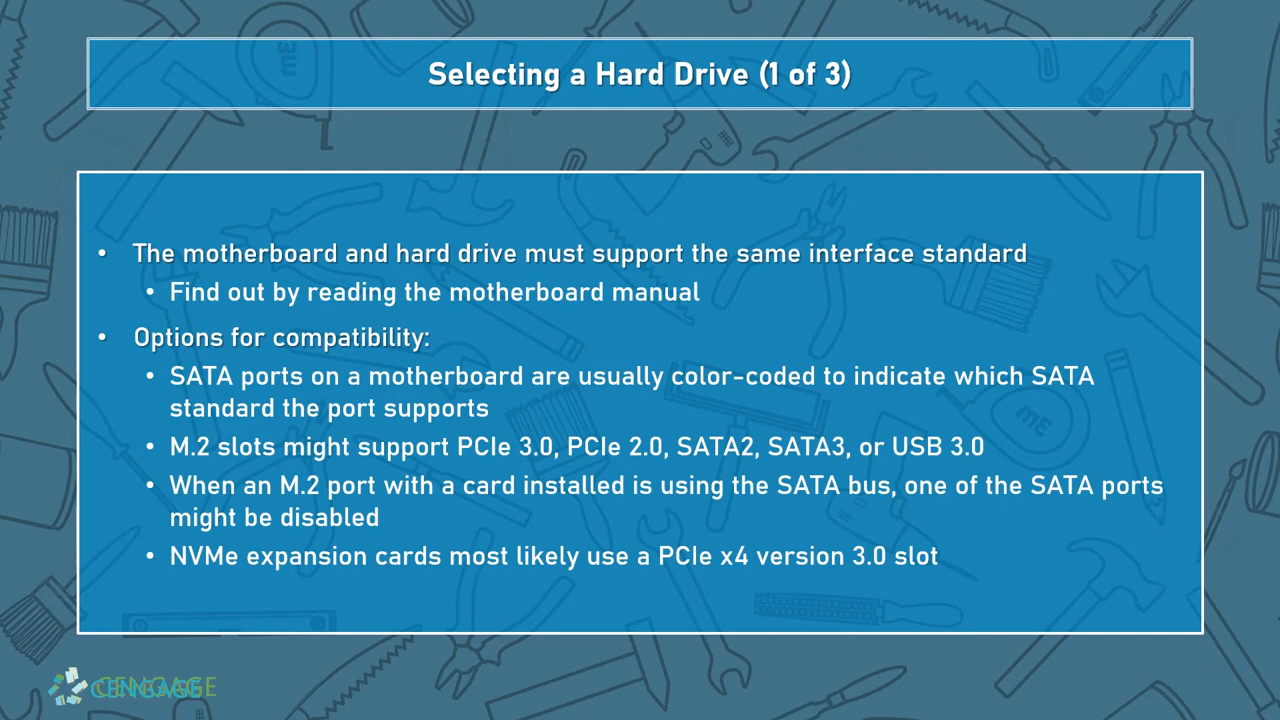 Selecting a Hard Drive (1 of 3)
• The motherboard and hard drive must support the same interface standard
• Find out by reading the motherboard manual
• Options for compatibility:
• SATA ports on a motherboard are usually color-coded to indicate which SATA
standard the port supports
• M.2 slots might support PCIe 3.0, PCIe 2.0, SATA2, SATA3, or USB 3.0
• When an M.2 port with a card installed is using the SATA bus, one of the SATA ports
might be disabled
• NVMe expansion cards most likely use a PCIe x4 version 3.0 slot
CENGAGE